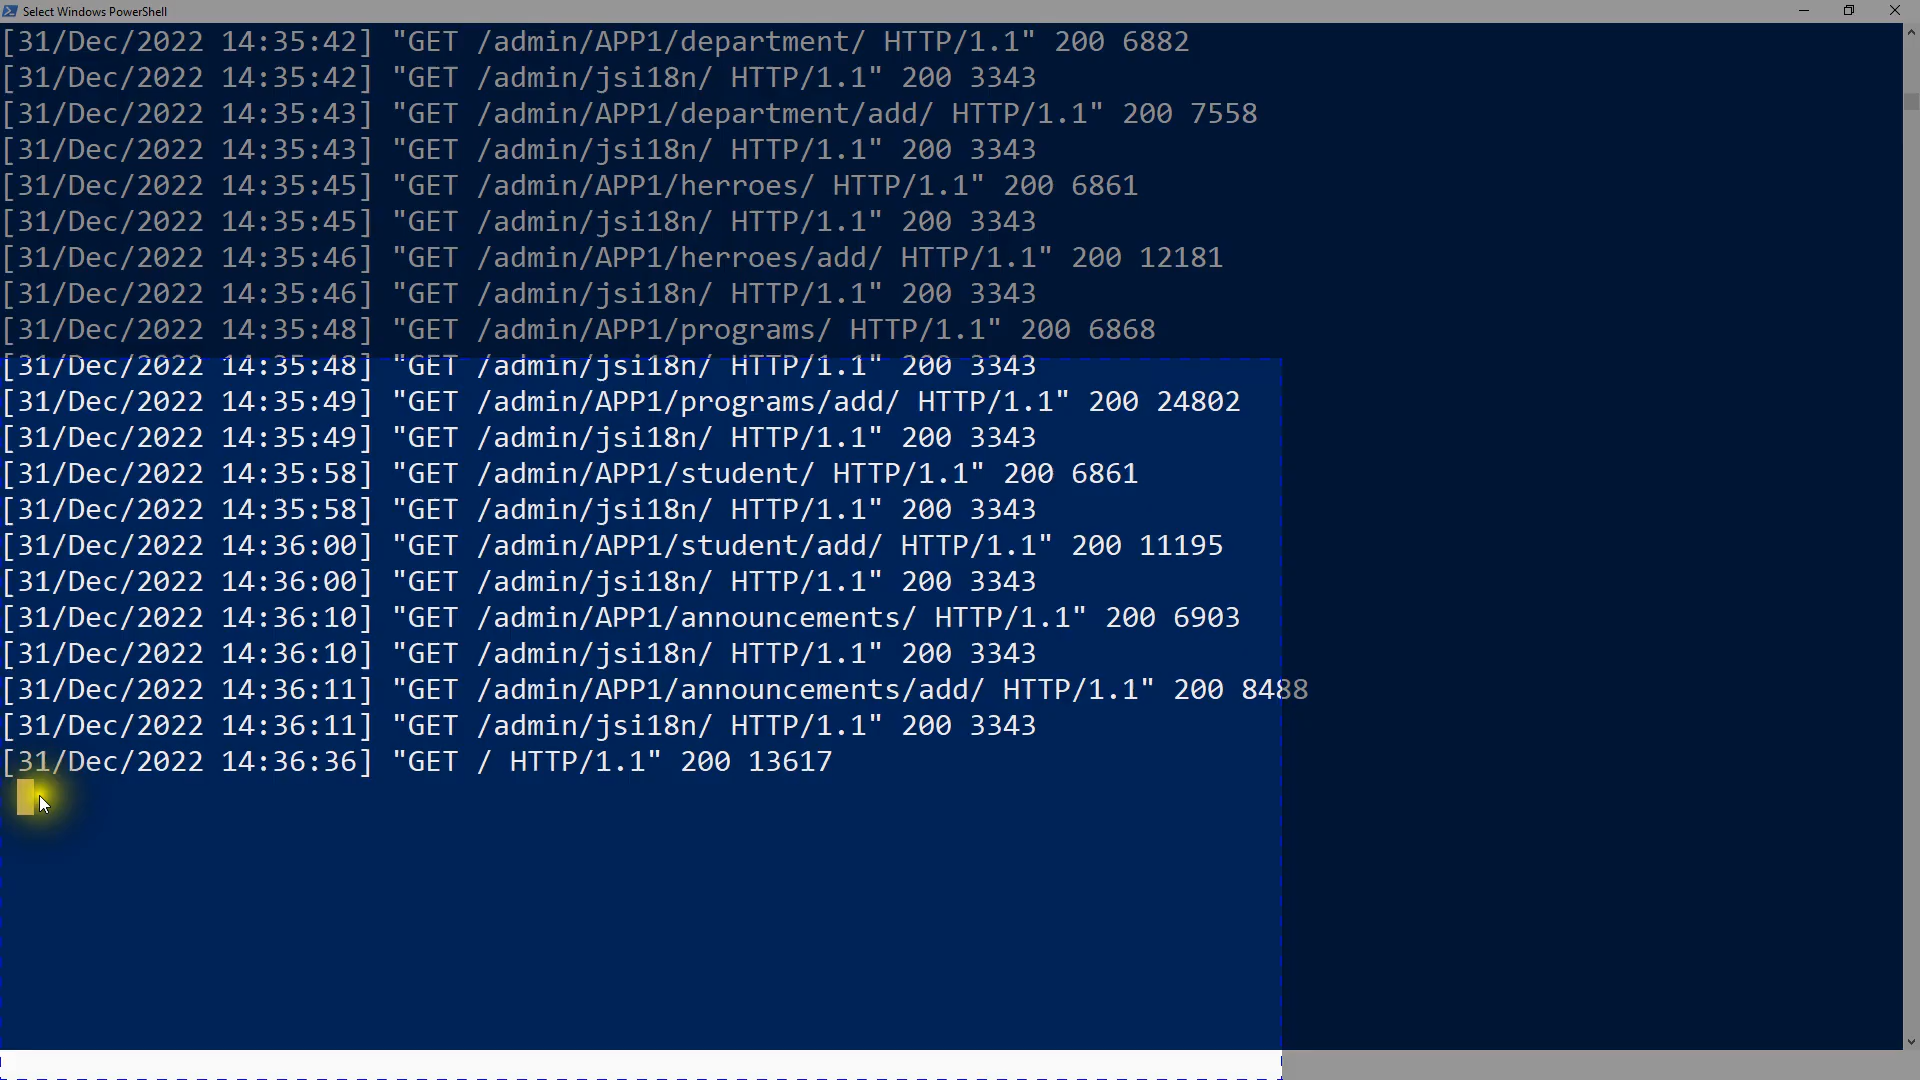 Select Windows PowerShell
[31/Dec/2022 14:35:42] "GET /admin/APP1/department/ HTTP/1.1" 200 6882
[31/Dec/2022 14:35:42] "GET /admin/jsi18n/ HTTP/1.1" 200 3343
[31/Dec/2022 14:35:43] "GET /admin/APP1/department/add/ HTTP/1.1" 200 7558
[31/Dec/2022 14:35:43] "GET /admin/jsi18n/ HTTP/1.1" 200 3343
[31/Dec/2022 14:35:45] "GET /admin/APP1/herroes/ HTTP/1.1" 200 6861
[31/Dec/2022 14:35:45] "GET /admin/jsi18n/ HTTP/1.1" 200 3343
[31/Dec/2022 14:35:46] "GET /admin/APP1/herroes/add/ HTTP/1.1" 200 12181
[31/Dec/2022 14:35:46] "GET /admin/jsi18n/ HTTP/1.1" 200 3343
[31/Dec/2022 14:35:48] "GET /admin/APP1/programs/ HTTP/1.1" 200 6868
[31/Dec/2022 14:35:48] "GET /admin/jsi18n/ HTTP/1.1" 200 3343
[31/Dec/2022 14:35:49] "GET /admin/APP1/programs/add/ HTTP/1.1" 200 24802
[31/Dec/2022 14:35:49] "GET /admin/jsi18n/ HTTP/1.1" 200 3343
[31/Dec/2022 14:35:58] "GET /admin/APP1/student/ HTTP/1.1" 200 6861
[31/Dec/2022 14:35:58] "GET /admin/jsi18n/ HTTP/1.1" 200 3343
[31/Dec/2022 14:36:00] "GET /admin/APP1/student/add/ HTTP/1.1" 200 11195
[31/Dec/2022 14:36:00] "GET /admin/jsi18n/ HTTP/1.1" 200 3343
[31/Dec/2022 14:36:10] "GET /admin/APP1/announcements/ HTTP/1.1" 200 6903
[31/Dec/2022 14:36:10] "GET /admin/jsi18n/ HTTP/1.1" 200 3343
[31/Dec/2022 14:36:11] "GET /admin/APP1/announcements/add/ HTTP/1.1" 200 8488
[31/Dec/2022 14:36:11] "GET /admin/jsi18n/ HTTP/1.1" 200 3343
[31/Dec/2022 14:36:36] "GET / HTTP/1.1" 200 13617